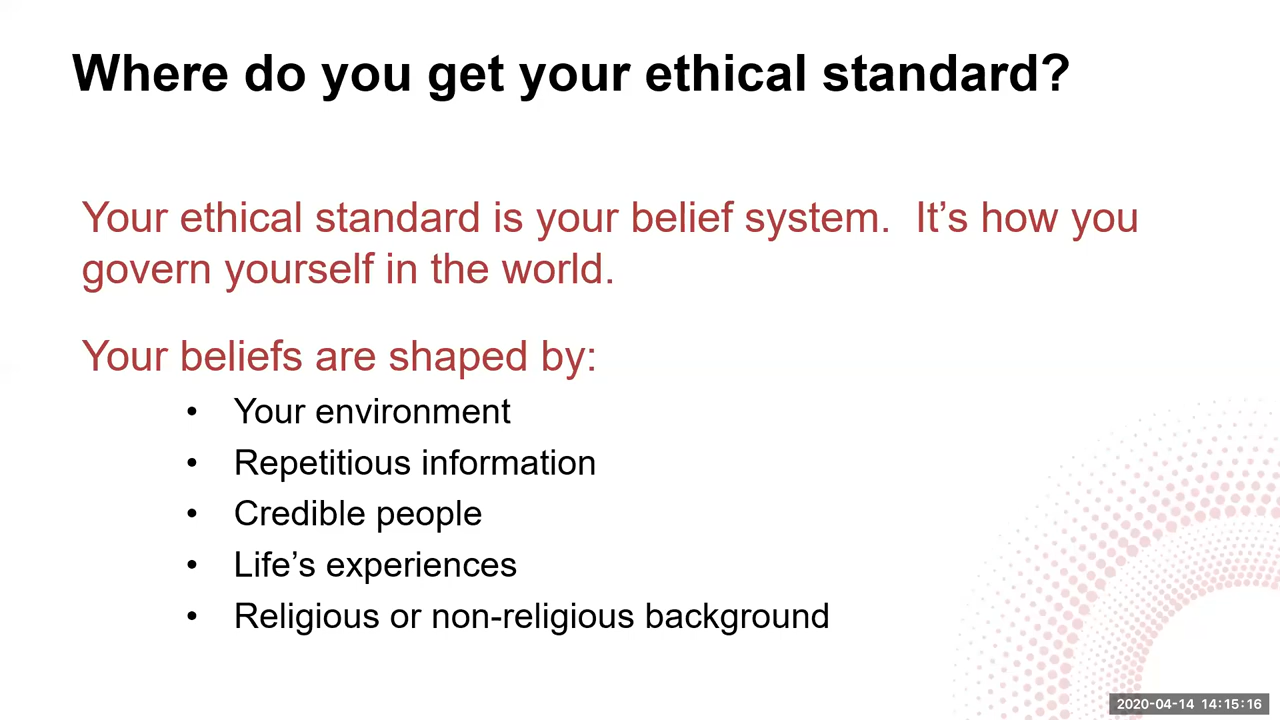 Where do you get your ethical standard?
Your ethical standard is your belief system.  It’s how you
govern yourself in the world.
Your beliefs are shaped by:
• Your environment
• Repetitious information
• Credible people
• Life’s experiences
• Religious or non-religious background
2020-04-14 14:15:16